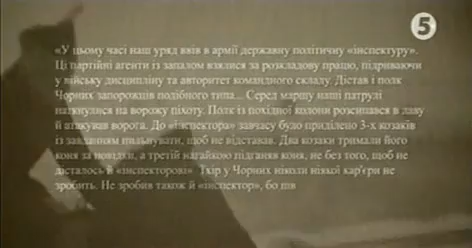 5
«У цьому часі наш уряд ввів в армії державну політичну «інспектуру».
Ці партійні агенти із запалом взялися за розкладову працю, підриваючи
у війську дисципліну та авторитет командного складу. Дістав і полк
Чорних запорожців подібного типа... Серед маршу наші патрулі
наткнулися на ворожу піхоту. Полк із похідної колони розсипався в лаву
й атакував ворога. До «інспектора» завчасу було приділено 3-х козаків
із завданням пильнувати, щоб не відставав. Два козаки тримали його
коня за поводи, а третій нагайкою підганяв коня, не без того, щоб не
дісталось й «інспекторові». Тхір у Чорних ніколи ніякої кар'єри не
зробить. Не зробив також й «інспектор», бо